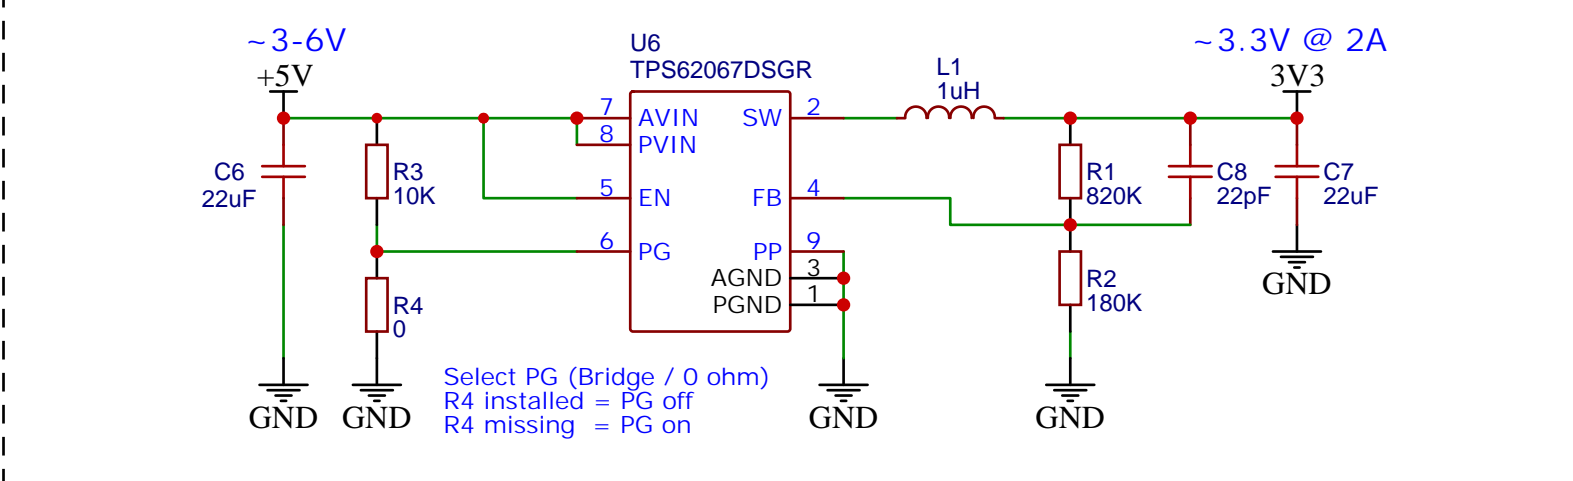 ~3-6V
+5V
C6
22uF
GND
R3
10K
R4
0
GND
U6
TPS62067DSGR
7 AVIN
8 PVIN
5 EN
6 PG
SW 2
FB 4
PP 9
AGND 3
PGND 1
GND
L1
1uH
R1
820K
R2
180K
GND
C8
22pF
~3.3V @ 2A
3V3
C7
22uF
GND
Select PG (Bridge / 0 ohm)
R4 installed = PG off
R4 missing = PG on